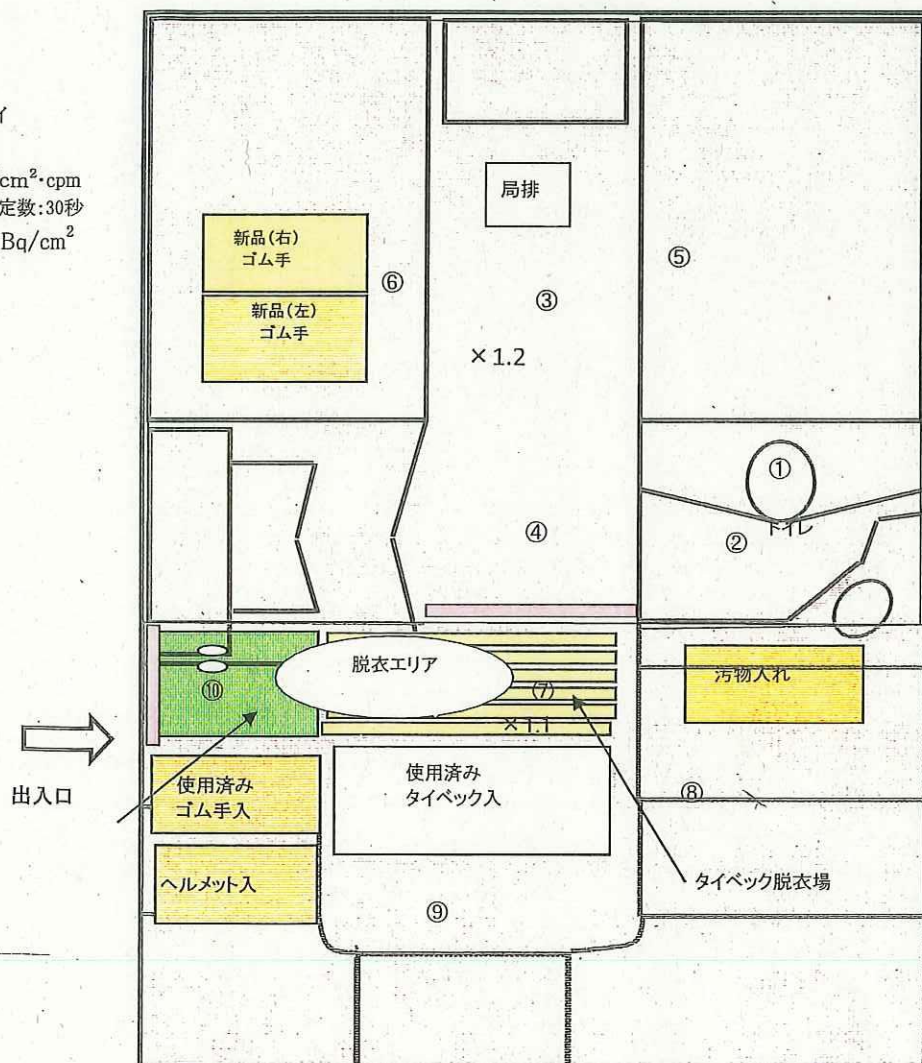 イ
cm²･cpm
定数:30秒
Bq/cm²
局排
新品(右)
ゴム手
⑥
⑤
新品(左)
ゴム手
③
×1.2
①
④
②
トイレ
脱衣エリア
⑩
⑦
汚物入れ
×1.1
出入口
使用済み
ゴム手入
使用済み
タイベック入
⑧
ヘルメット入
タイベック脱衣場
⑨